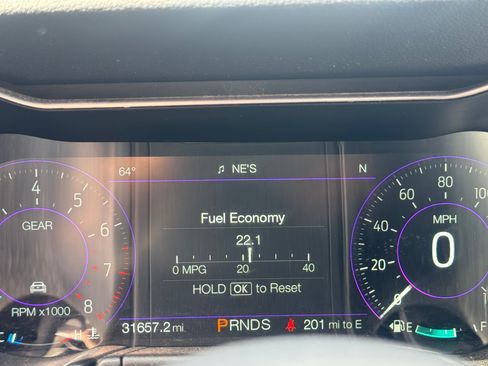 64° ♫ NE'S N
4 5 6 7 8
GEAR
RPM x1000
C H
Fuel Economy
22.1
0 MPG 20 40
HOLD OK to Reset
31657.2 mi PRNDS 201 mi to E
0 20 40 60 80 100
MPH
0
E F